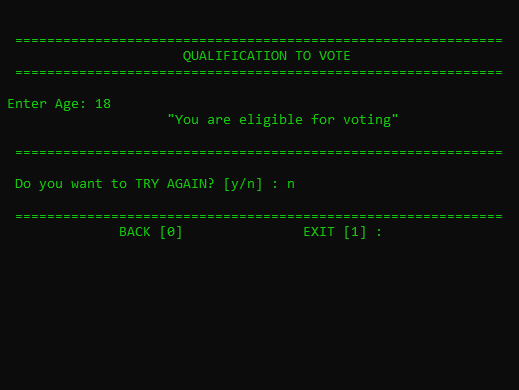 =============================================================
QUALIFICATION TO VOTE
=============================================================
Enter Age: 18
"You are eligible for voting"
=============================================================
Do you want to TRY AGAIN? [y/n] : n
=============================================================
BACK [0] EXIT [1] :